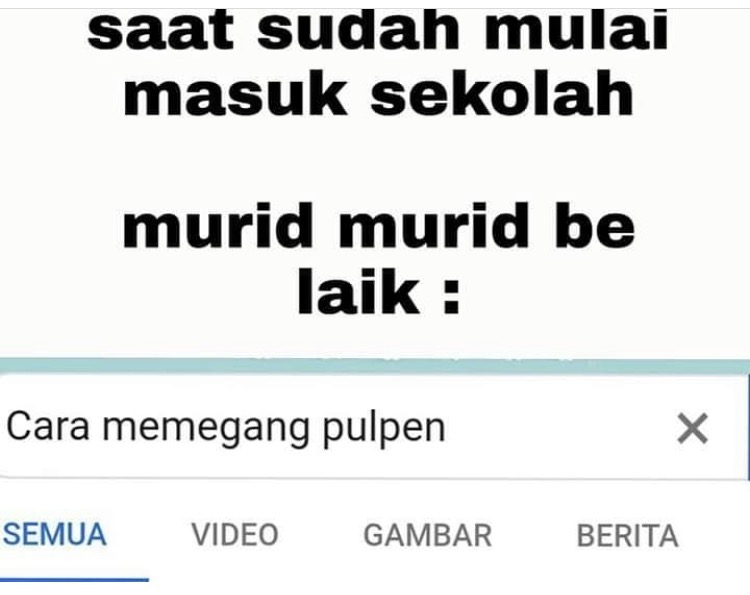 saat sudah mulai
masuk sekolah
murid murid be
laik :
Cara memegang pulpen
SEMUA VIDEO GAMBAR BERITA